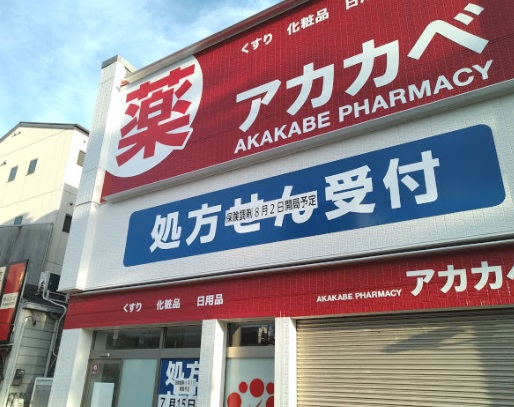 くすり 化粧品 日用
薬
アカカベ
AKAKABE PHARMACY
処方せん受付
保険調剤8月2日開局予定
くすり 化粧品 日用品
AKAKABE PHARMACY アカカベ
処
7月15日